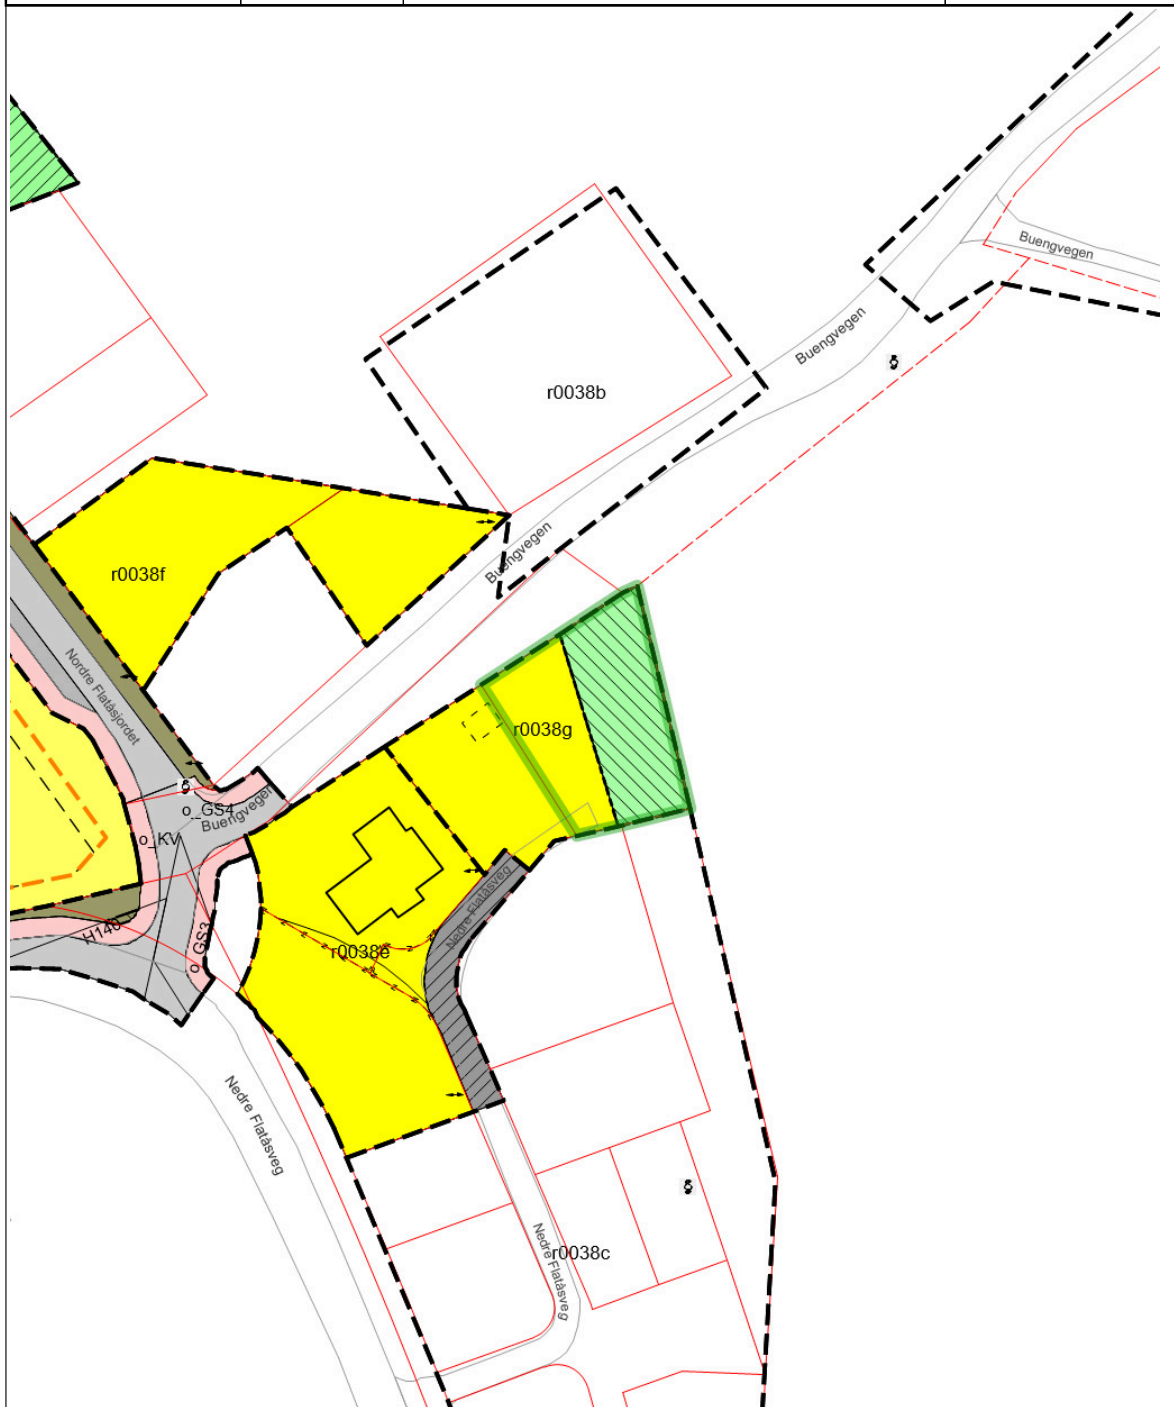 Buengvegen
Buengvegen
r0038b
Buengvegen
r0038f
Nordre Flatåsjordet
r0038g
o_GS4
Buengvegen
o_KV
Nedre Flatåsveg
H140
o_GS3
r0038e
Nedre Flatåsveg
Nedre Flatåsveg
r0038c